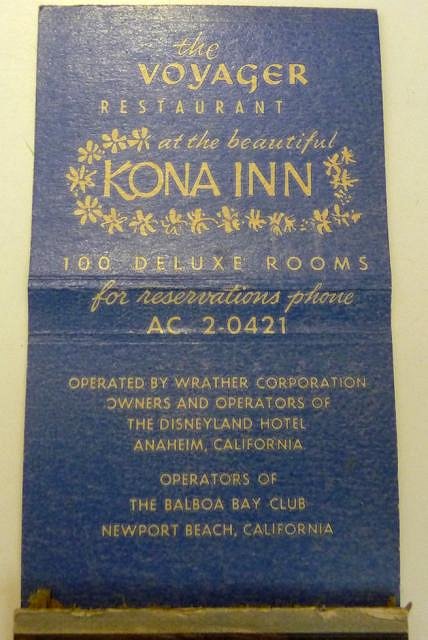 the
VOYAGER
RESTAURANT
at the beautiful
KONA INN
100 DELUXE ROOMS
for reservations phone
AC. 2-0421
OPERATED BY WRATHER CORPORATION
OWNERS AND OPERATORS OF
THE DISNEYLAND HOTEL
ANAHEIM, CALIFORNIA
OPERATORS OF
THE BALBOA BAY CLUB
NEWPORT BEACH, CALIFORNIA